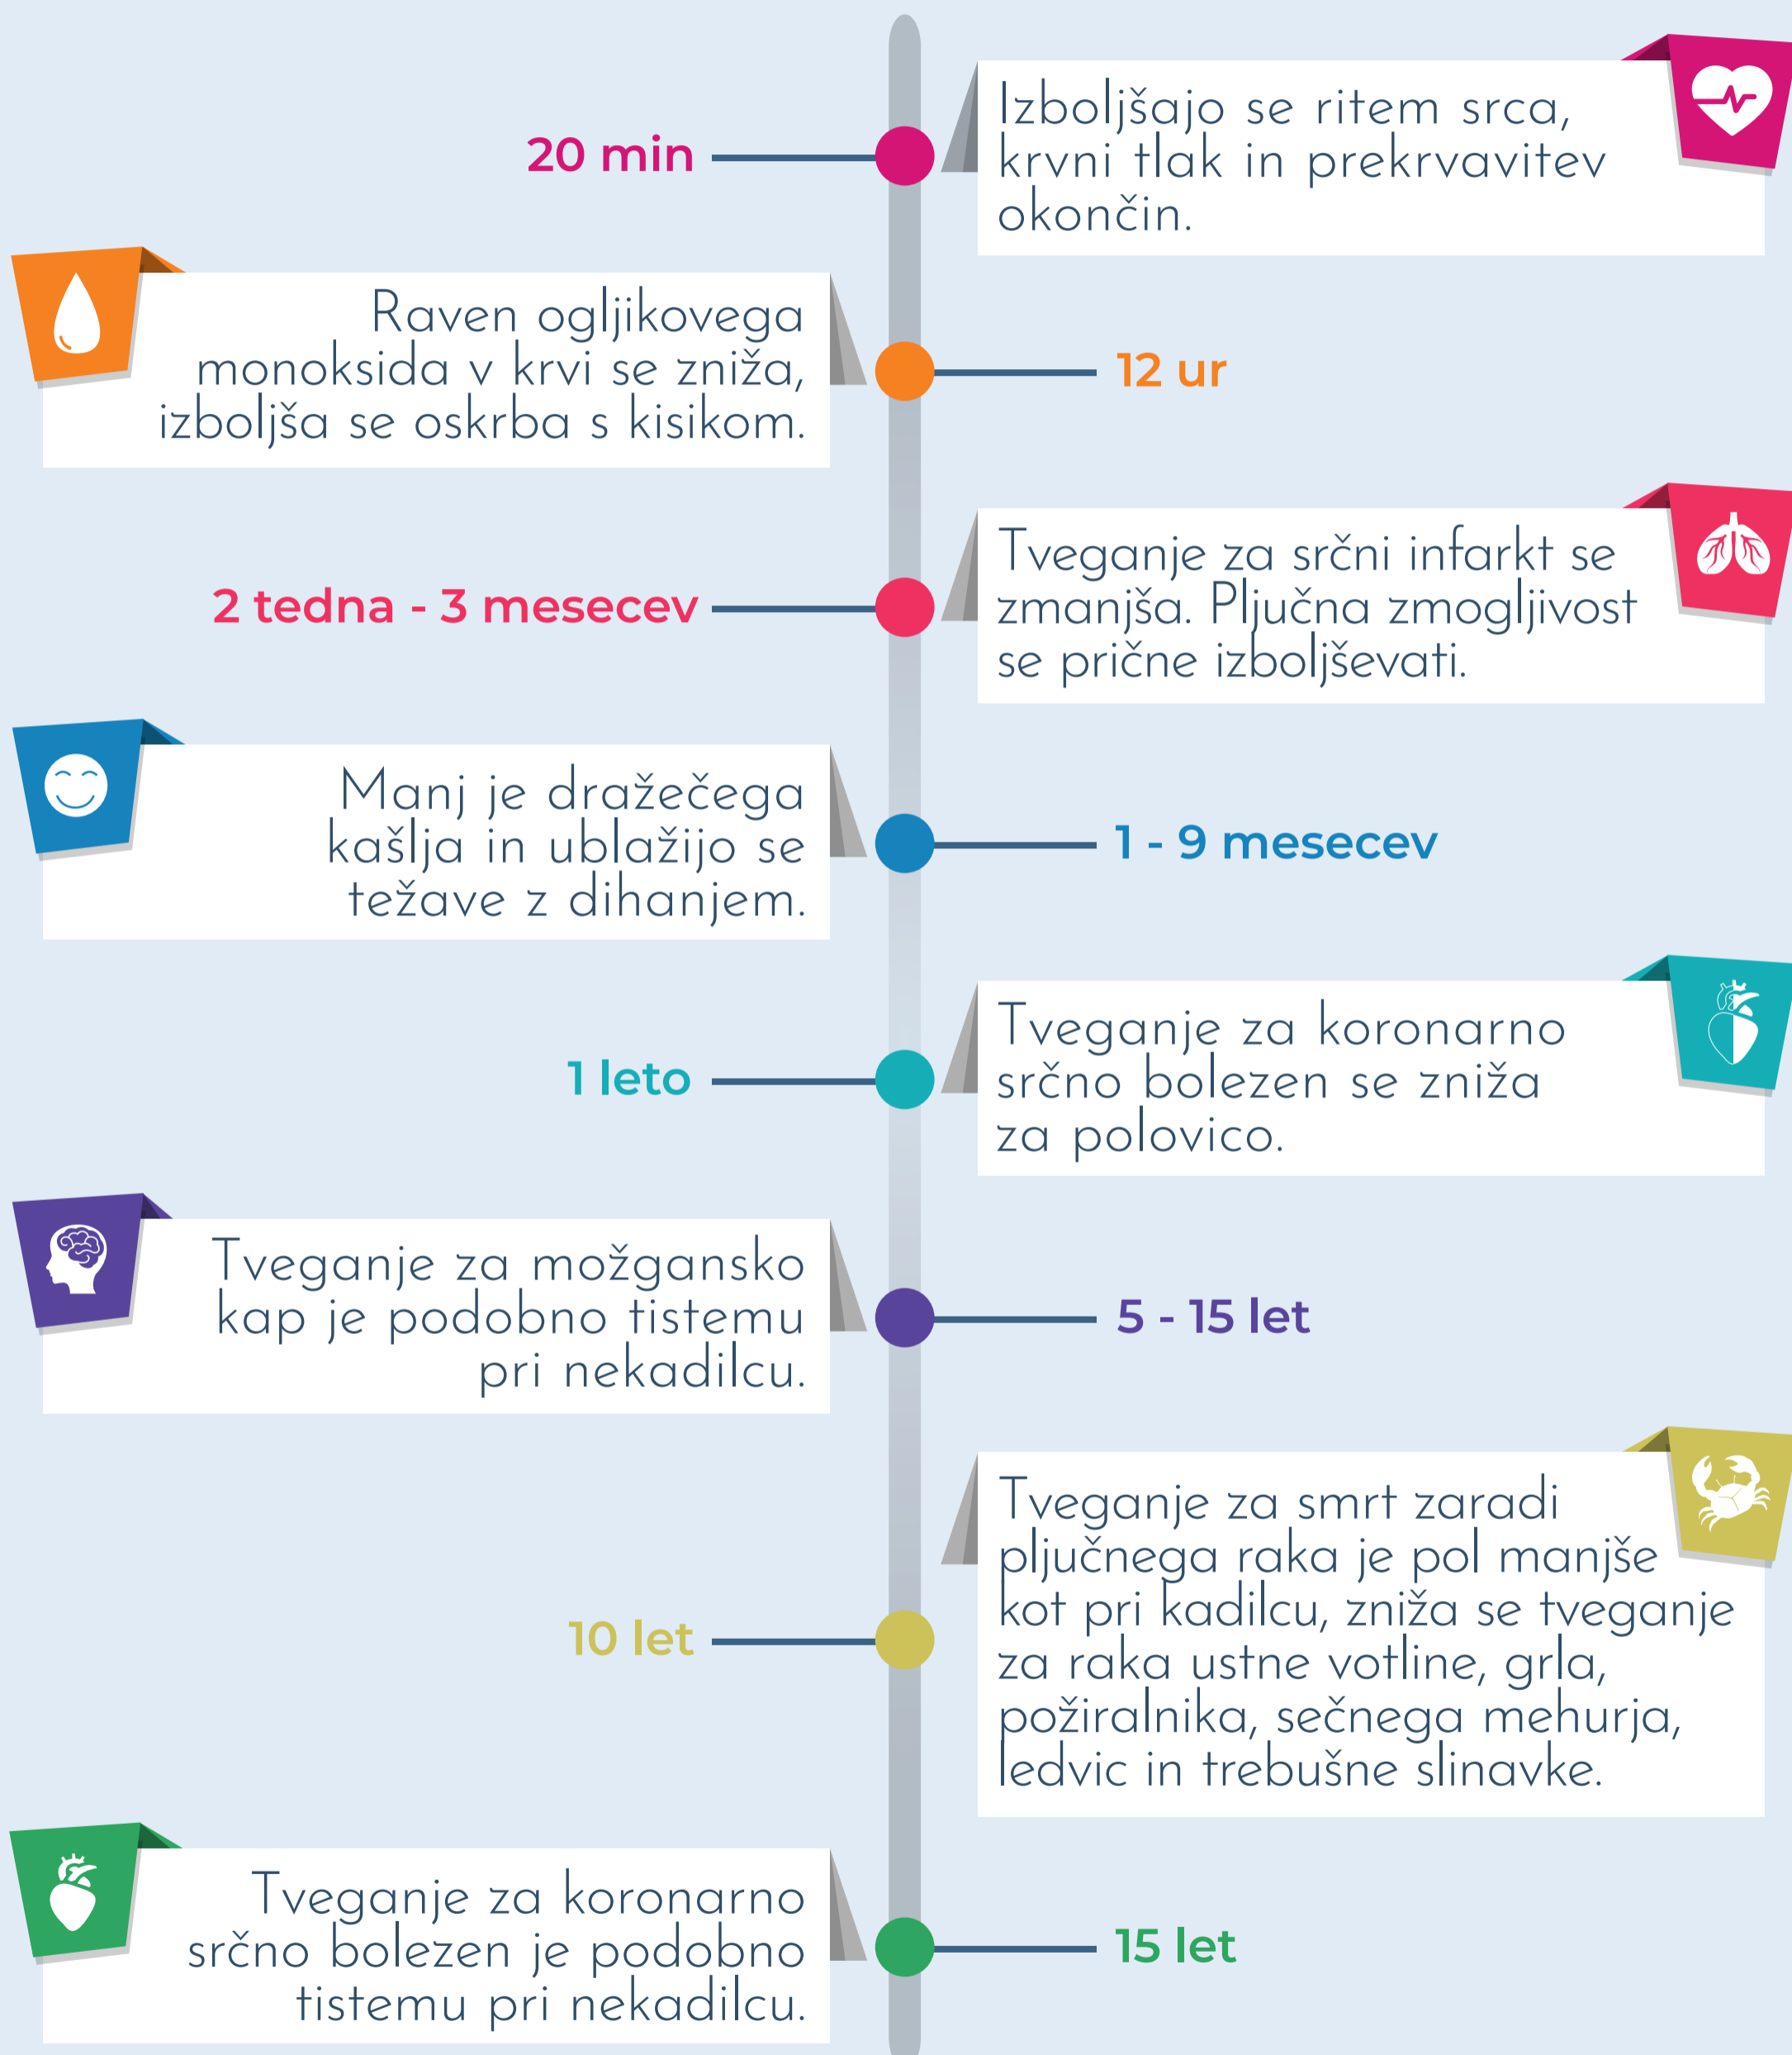 20 min
Izboljšajo se ritem srca,
krvni tlak in prekrvavitev
okončin.
Raven ogljikovega
monoksida v krvi se zniža,
izboljša se oskrba s kisikom.
12 ur
2 tedna - 3 mesecev
Tveganje za srčni infarkt se
zmanjša. Pljučna zmogljivost
se prične izboljševati.
Manj je dražečega
kašlja in ublažijo se
težave z dihanjem.
1 - 9 mesecev
1 leto
Tveganje za koronarno
srčno bolezen se zniža
za polovico.
Tveganje za možgansko
kap je podobno tistemu
pri nekadilcu.
5 - 15 let
10 let
Tveganje za smrt zaradi
pljučnega raka je pol manjše
kot pri kadilcu, zniža se tveganje
za raka ustne votline, grla,
požiralnika, sečnega mehurja,
ledvic in trebušne slinavke.
Tveganje za koronarno
srčno bolezen je podobno
tistemu pri nekadilcu.
15 let